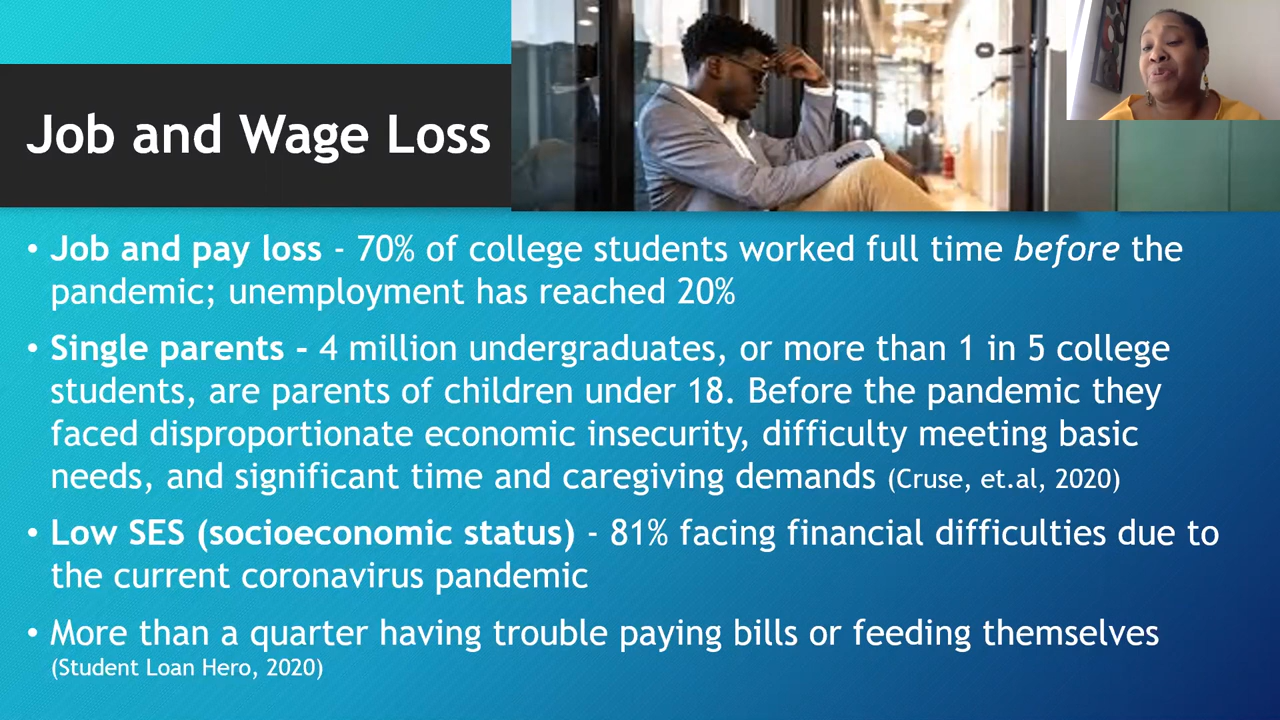 Job and Wage Loss
• Job and pay loss - 70% of college students worked full time before the
pandemic; unemployment has reached 20%
• Single parents - 4 million undergraduates, or more than 1 in 5 college
students, are parents of children under 18. Before the pandemic they
faced disproportionate economic insecurity, difficulty meeting basic
needs, and significant time and caregiving demands (Cruse, et.al, 2020)
• Low SES (socioeconomic status) - 81% facing financial difficulties due to
the current coronavirus pandemic
• More than a quarter having trouble paying bills or feeding themselves
(Student Loan Hero, 2020)